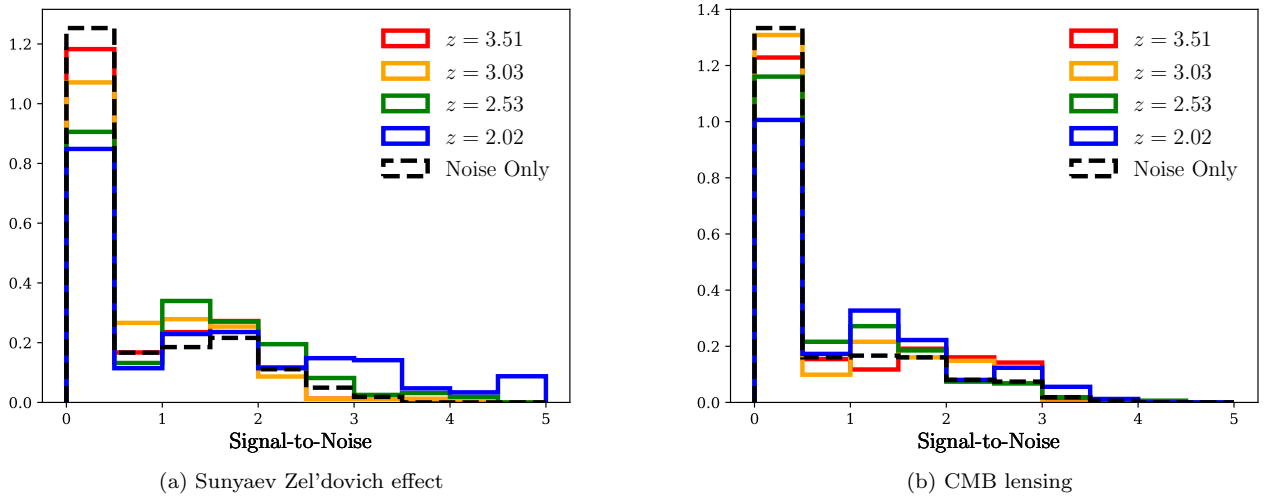 1.2
1.0
0.8
0.6
0.4
0.2
0.0
0 1 2 3 4 5
Signal-to-Noise
z = 3.51
z = 3.03
z = 2.53
z = 2.02
Noise Only
(a) Sunyaev Zel'dovich effect
1.4
1.2
1.0
0.8
0.6
0.4
0.2
0.0
0 1 2 3 4 5
Signal-to-Noise
z = 3.51
z = 3.03
z = 2.53
z = 2.02
Noise Only
(b) CMB lensing